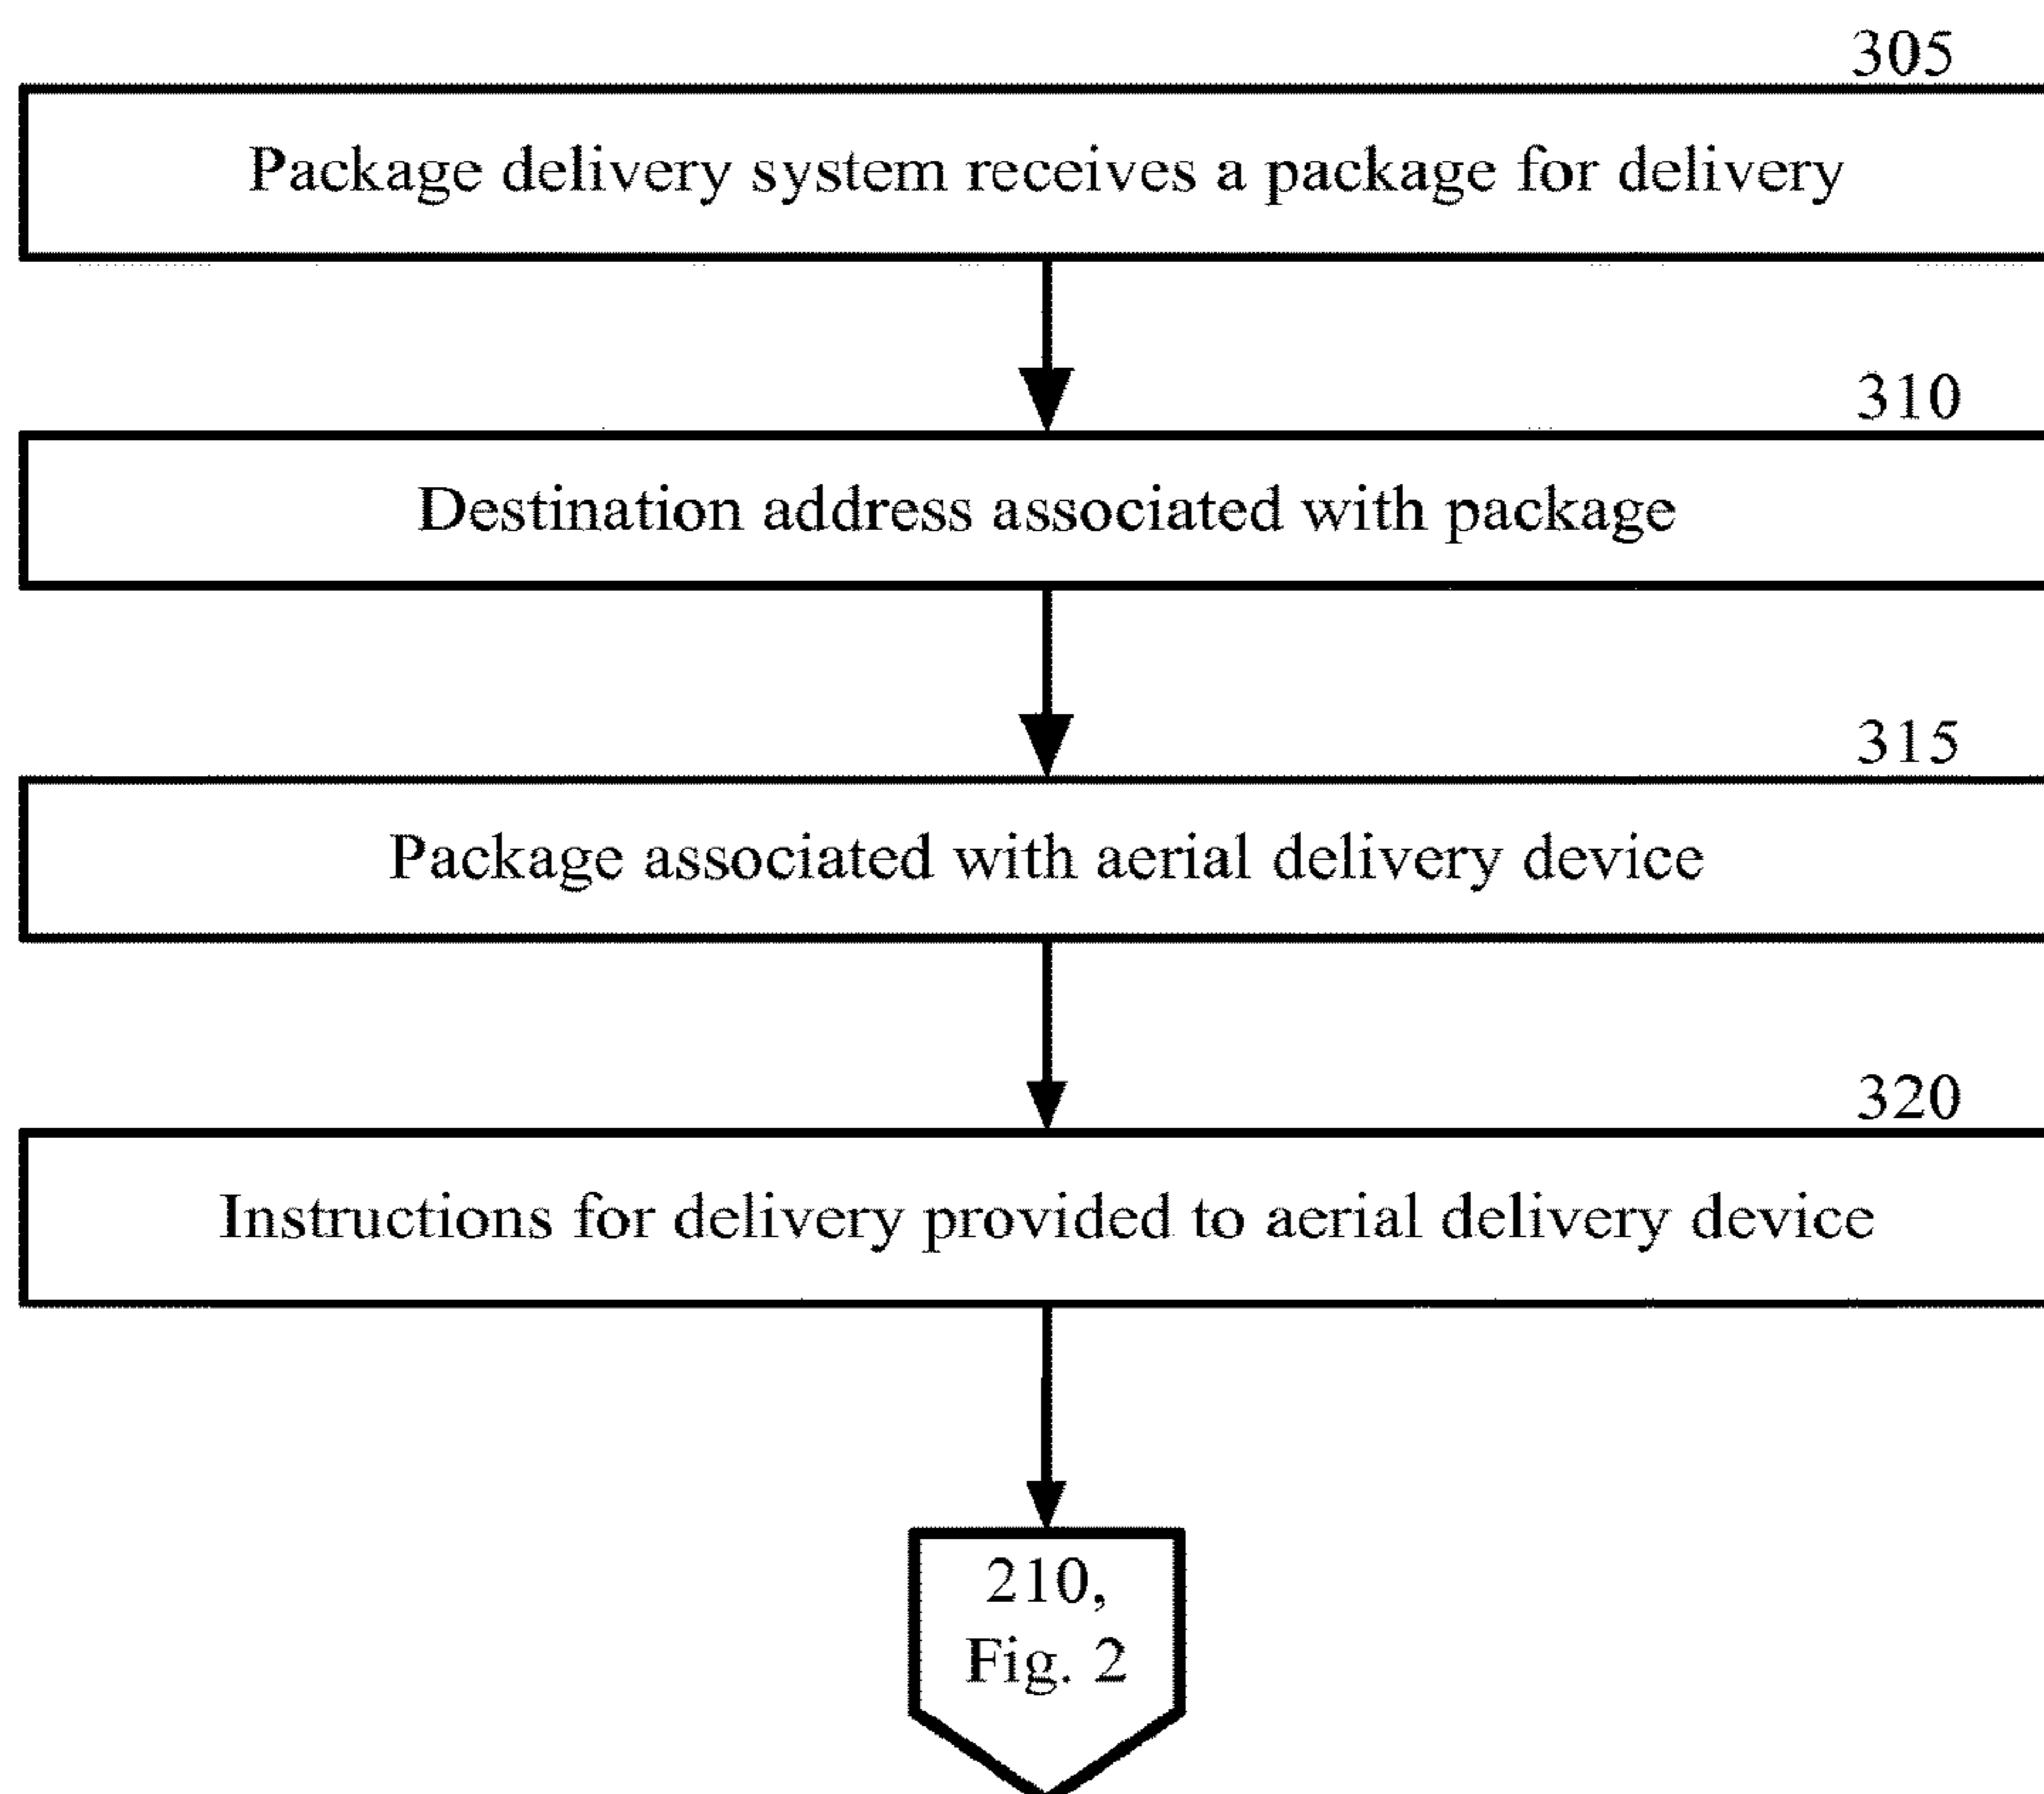 305
Package delivery system receives a package for delivery
310
Destination address associated with package
315
Package associated with aerial delivery device
320
Instructions for delivery provided to aerial delivery device
210,
Fig. 2